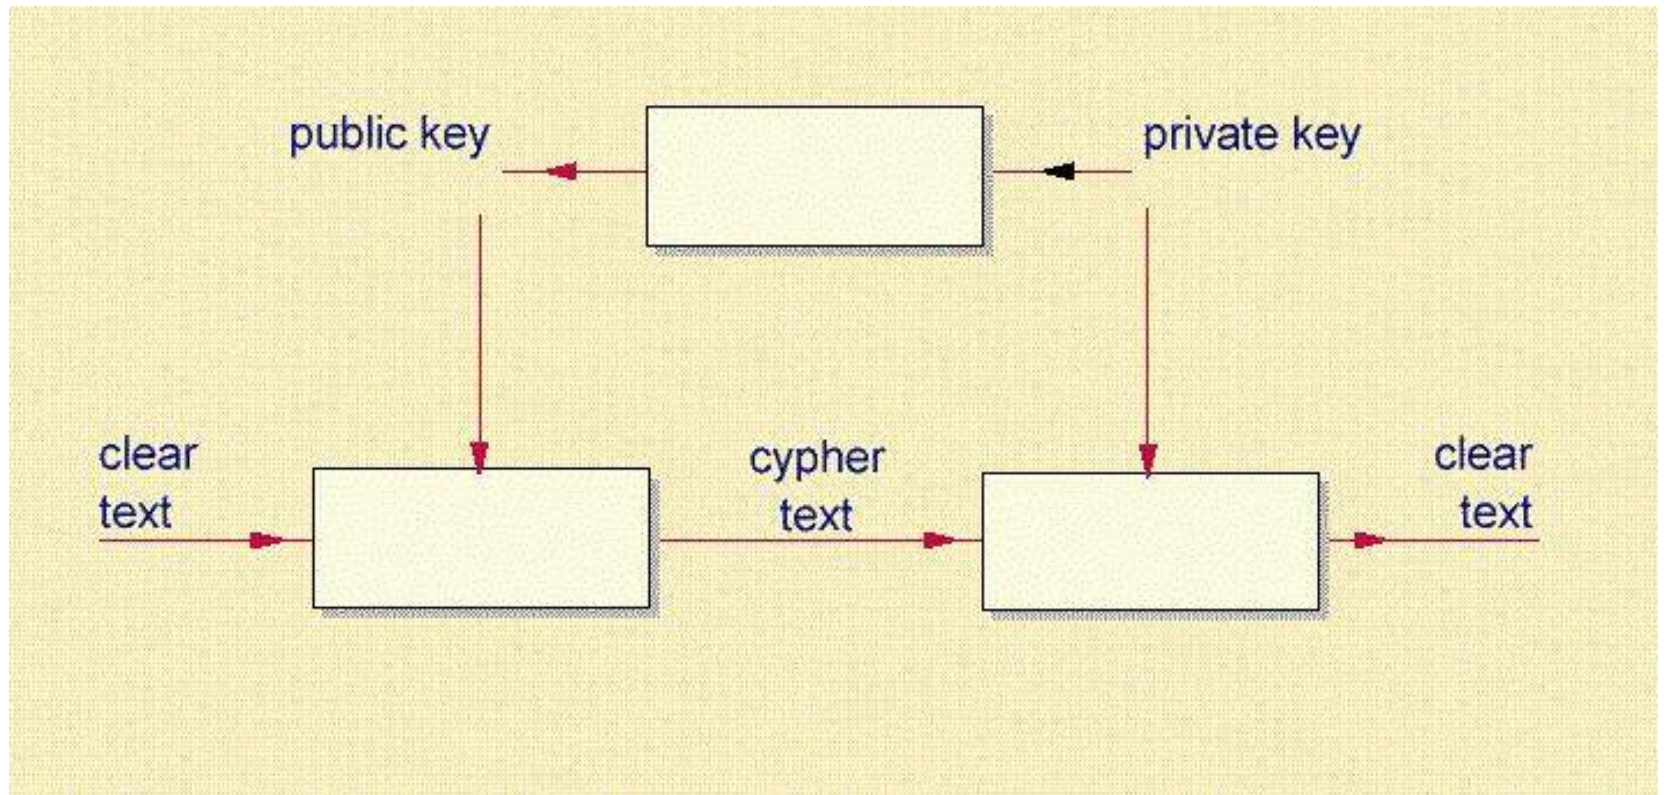 public key
private key
clear
text
cypher
text
clear
text